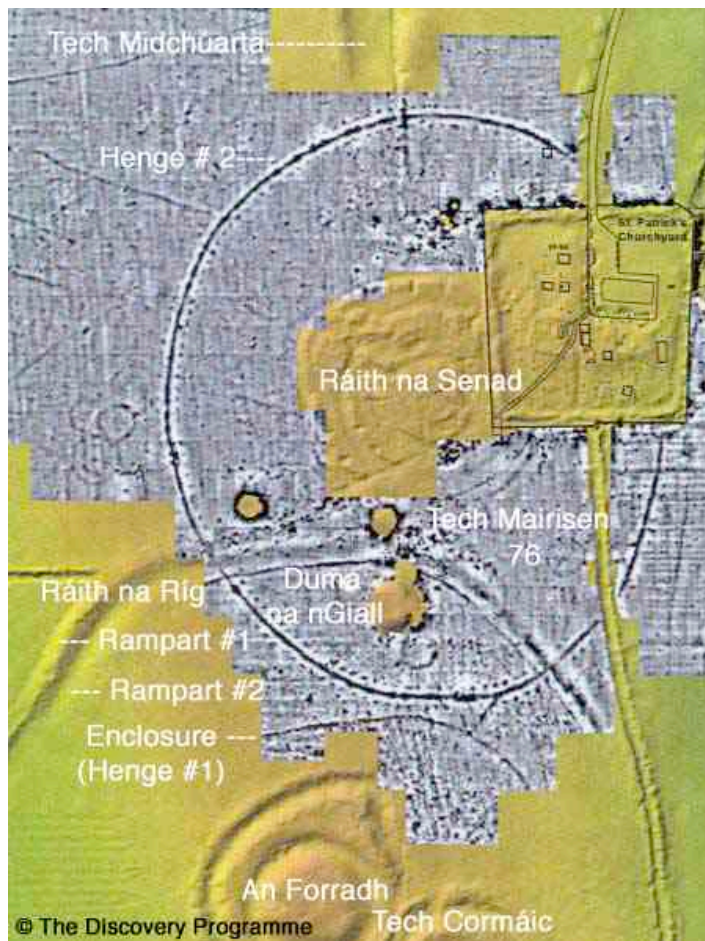 Tech Midchúarta----------
Henge # 2----
St. Patrick's
Churchyard
Ráith na Senad
Tech Mairisen
76
Duma
na nGiall
Ráith na Ríg
--- Rampart #1
--- Rampart #2
Enclosure ---
(Henge #1)
An Forradh
Tech Cormáic
© The Discovery Programme